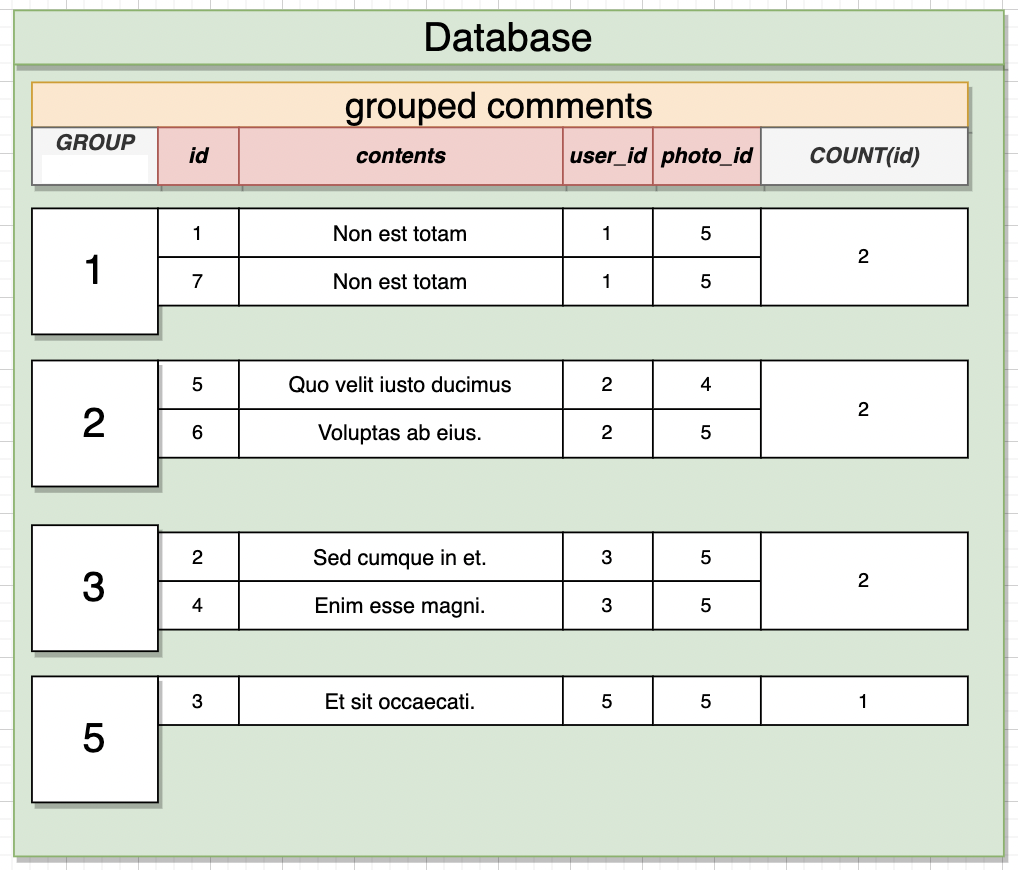 Database
grouped comments
GROUP id contents user_id photo_id COUNT(id)
1 1 Non est totam 1 5 2
7 Non est totam 1 5
2 5 Quo velit iusto ducimus 2 4 2
6 Voluptas ab eius. 2 5
3 2 Sed cumque in et. 3 5 2
4 Enim esse magni. 3 5
5 3 Et sit occaecati. 5 5 1